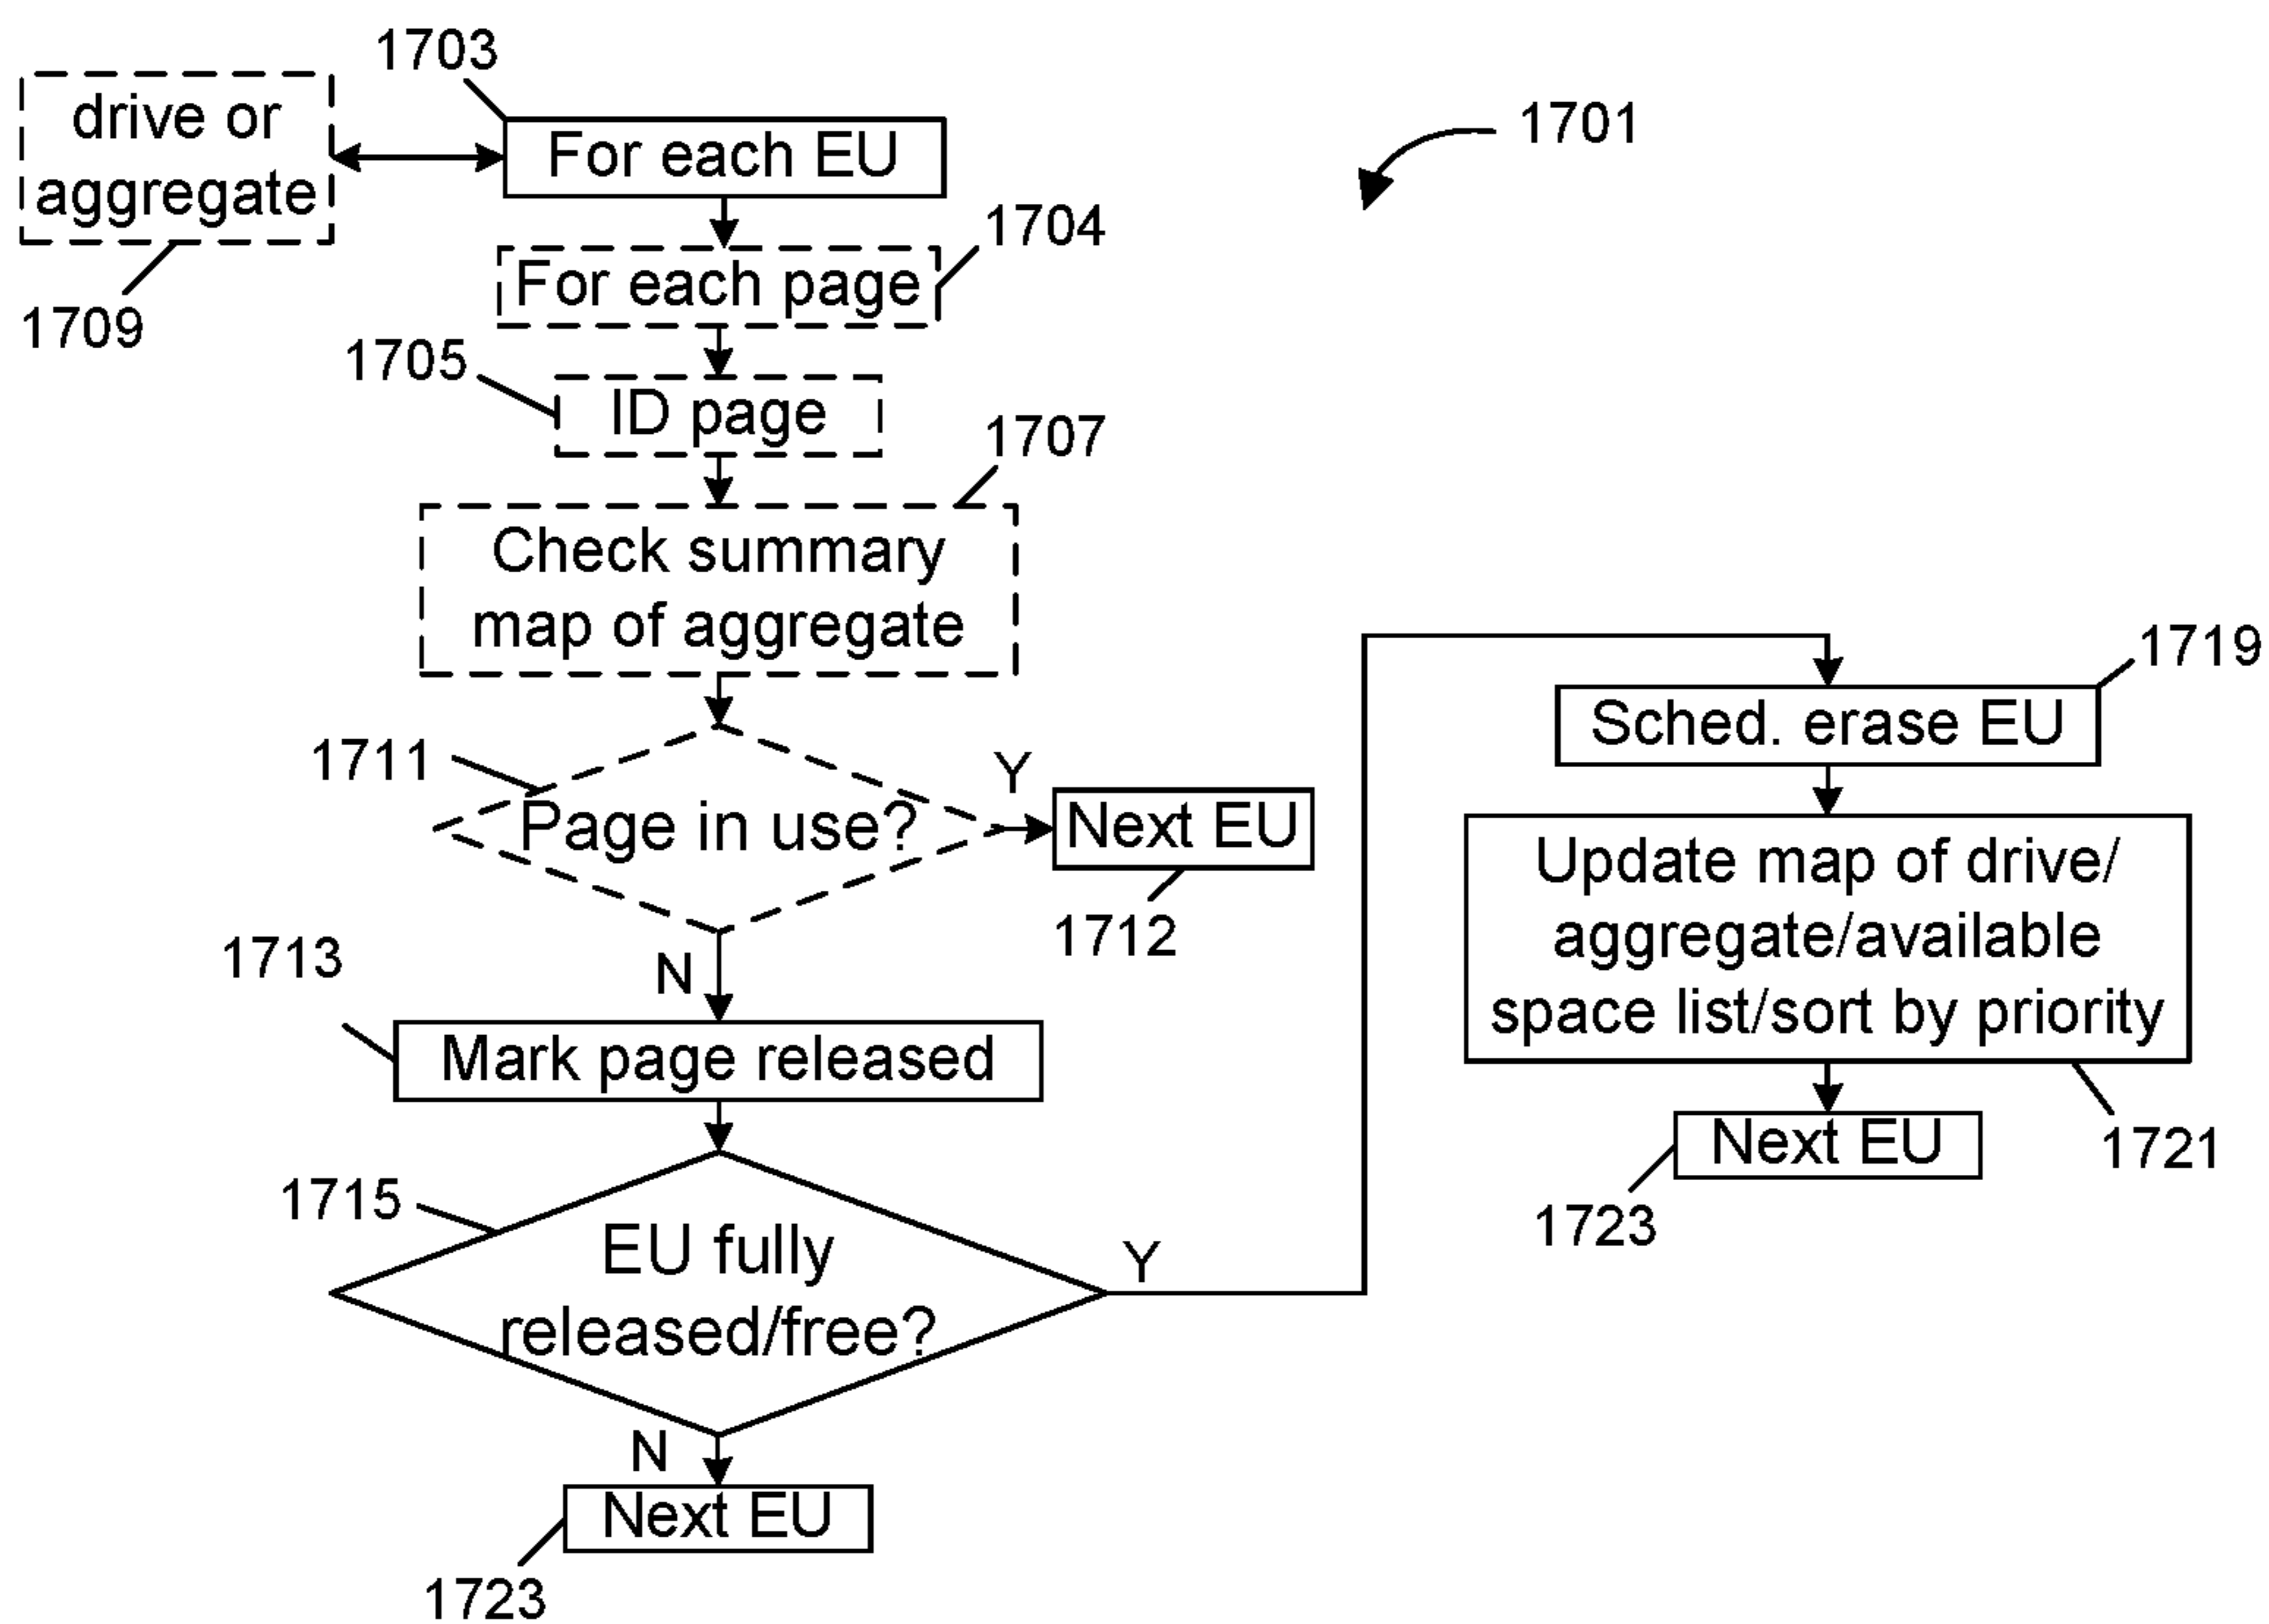 1703
drive or
aggregate
For each EU
1701
1704
For each page
1709
1705
ID page
1707
Check summary
map of aggregate
1711
Page in use?
Y
Next EU
1712
N
1713
Mark page released
1715
EU fully
released/free?
Y
N
Next EU
1723
1719
Sched. erase EU
Update map of drive/
aggregate/available
space list/sort by priority
1721
Next EU
1723